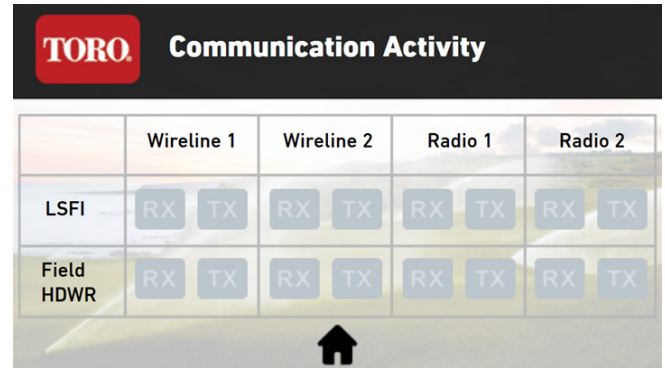 TORO.
Communication Activity
Wireline 1 Wireline 2 Radio 1 Radio 2
LSFI RX TX RX TX RX TX RX TX
Field
HDWR RX TX RX TX RX TX RX TX